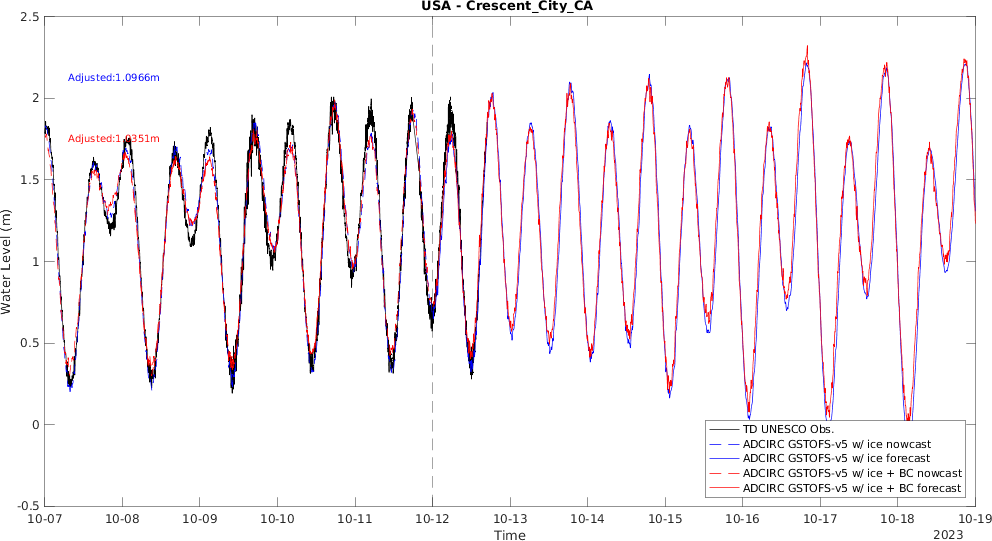 USA - Crescent_City_CA
2.5
2
1.5
1
0.5
0
-0.5
Water Level (m)
Adjusted:1.0966m
Adjusted:1.0351m
TD UNESCO Obs.
ADCIRC GSTOFS-v5 w/ ice nowcast
ADCIRC GSTOFS-v5 w/ ice forecast
ADCIRC GSTOFS-v5 w/ ice + BC nowcast
ADCIRC GSTOFS-v5 w/ ice + BC forecast
10-07 10-08 10-09 10-10 10-11 10-12 10-13 10-14 10-15 10-16 10-17 10-18 10-19
Time
2023